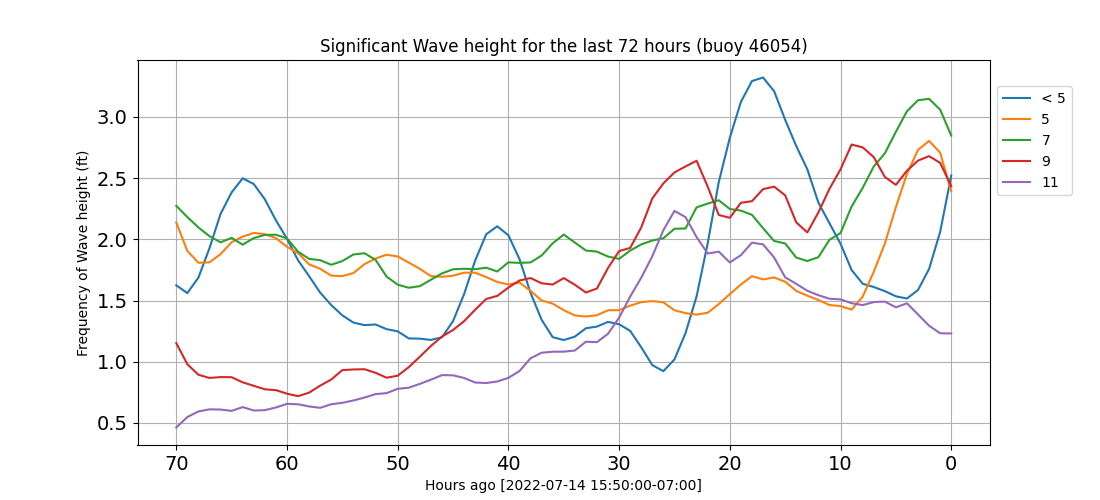 Significant Wave height for the last 72 hours (buoy 46054)
Frequency of Wave height (ft)
3.0
2.5
2.0
1.5
1.0
0.5
70 60 50 40 30 20 10 0
Hours ago [2022-07-14 15:50:00-07:00]
< 5
5
7
9
11